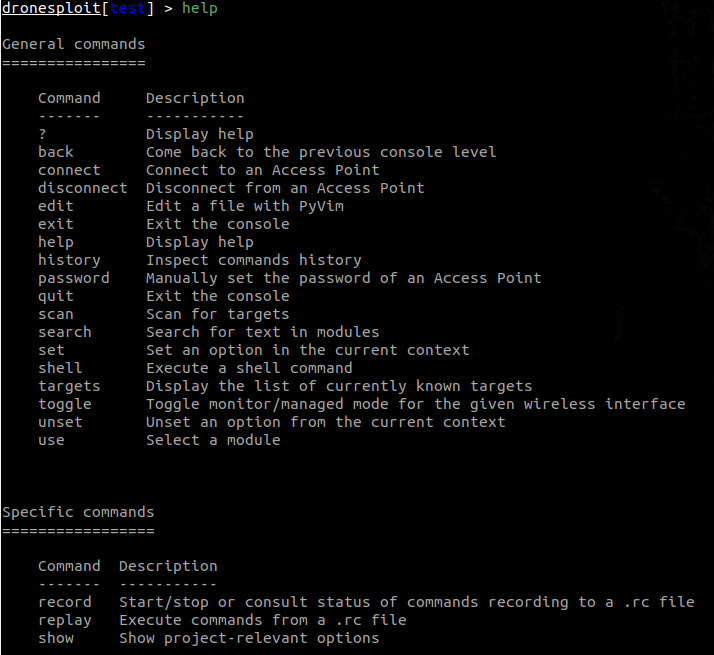 dronesploit[test] > help
General commands
================
Command Description
------- -----------
? Display help
back Come back to the previous console level
connect Connect to an Access Point
disconnect Disconnect from an Access Point
edit Edit a file with PyVim
exit Exit the console
help Display help
history Inspect commands history
password Manually set the password of an Access Point
quit Exit the console
scan Scan for targets
search Search for text in modules
set Set an option in the current context
shell Execute a shell command
targets Display the list of currently known targets
toggle Toggle monitor/managed mode for the given wireless interface
unset Unset an option from the current context
use Select a module
Specific commands
=================
Command Description
------- -----------
record Start/stop or consult status of commands recording to a .rc file
replay Execute commands from a .rc file
show Show project-relevant options